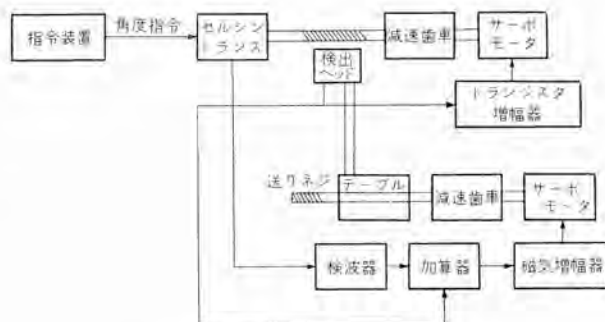 指令装置
角度指令
セルシン
トランス
減速歯車
サーボ
モータ
検出
ヘッド
トランジスタ
増幅器
送りネジ
テーブル
減速歯車
サーボ
モータ
検波器
加算器
磁気増幅器